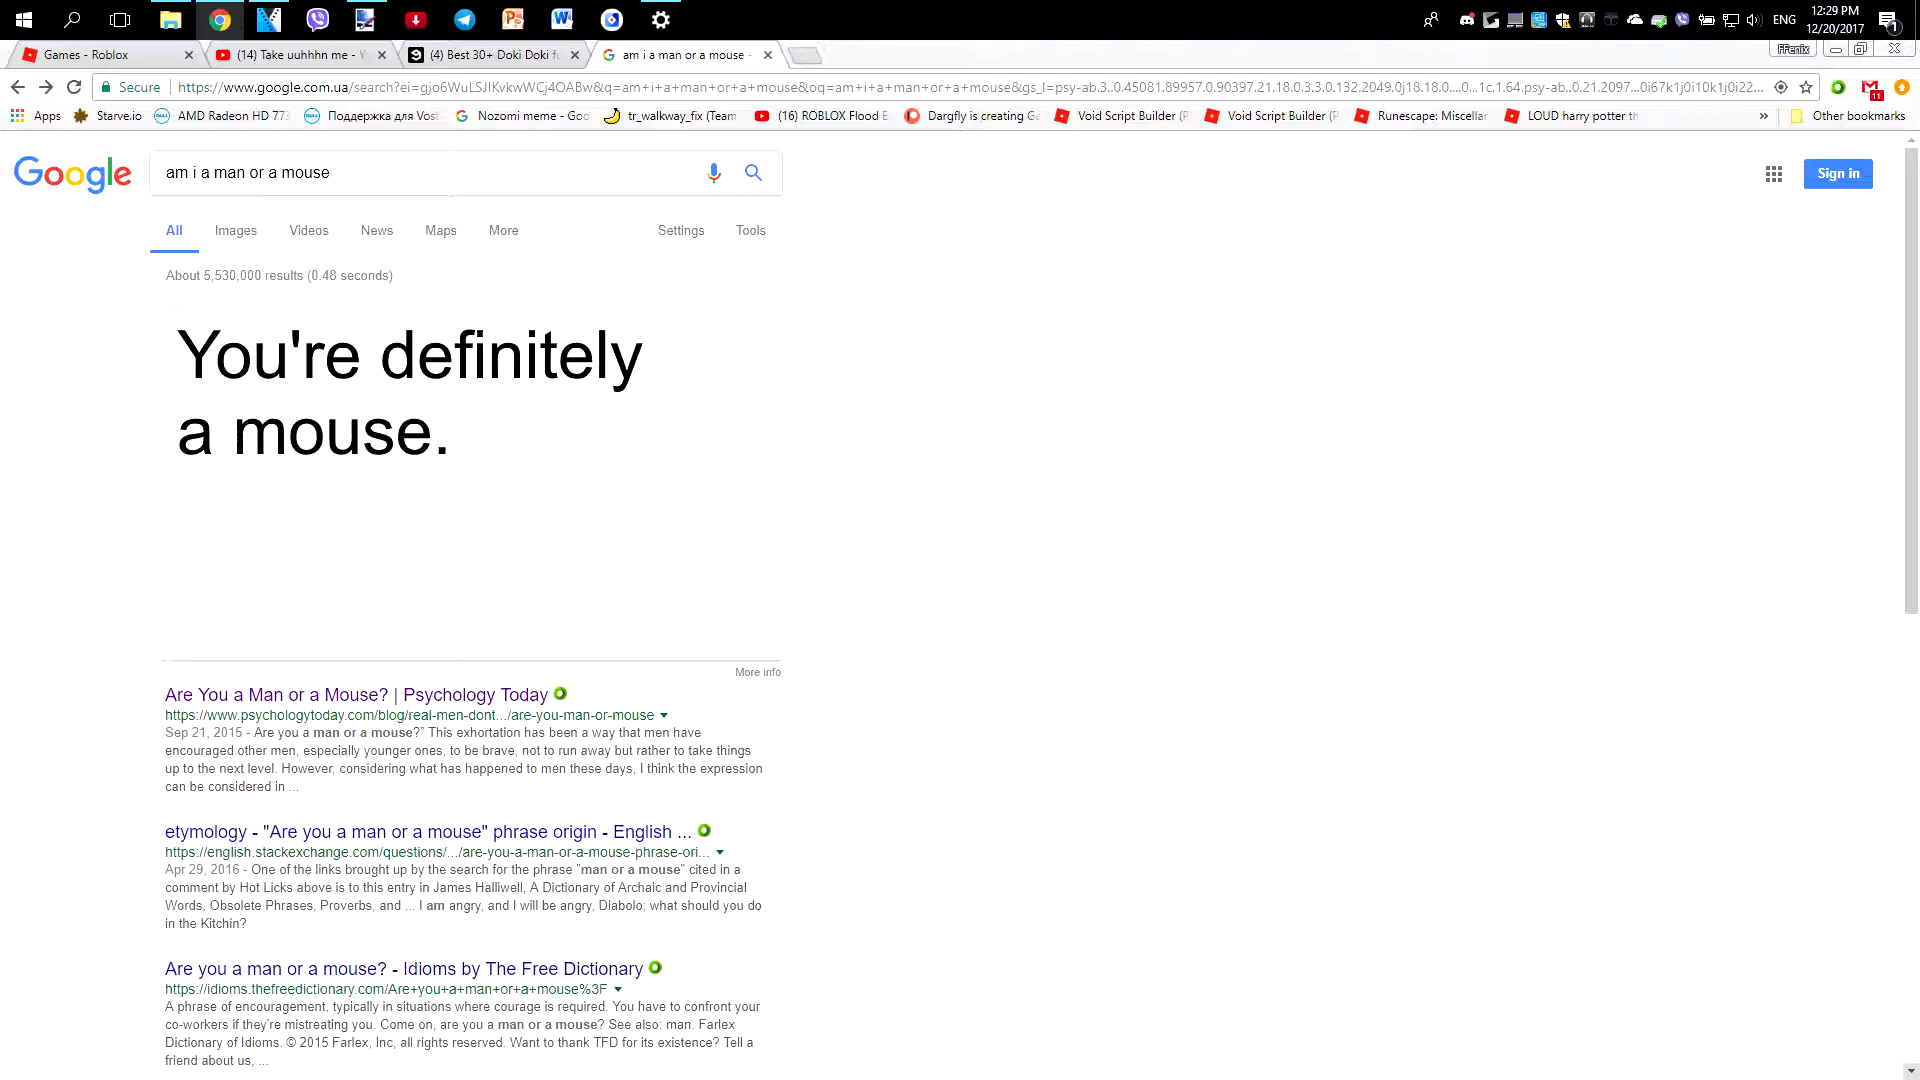 12:29 PM
ENG
12/20/2017
1
Games - Roblox
(14) Take uuhhhn me - Y
(4) Best 30+ Doki Doki fu
am i a man or a mouse -
FFenix
Secure
https://www.google.com.ua/search?ei=gjo6WuLSJIKvkwWCj4OABw&q=am+i+a+man+or+a+mouse&oq=am+i+a+man+or+a+mouse&gs_l=psy-ab.3..0.45081.89957.0.90397.21.18.0.3.3.0.132.2049.0j18.18.0....0...1c.1.64.psy-ab..0.21.2097...0i67k1j0i10k1j0i22...
11
Apps
Starve.io
AMD Radeon HD 773
Поддержка для Vost
Nozomi meme - Goo
tr_walkway_fix (Team
(16) ROBLOX Flood E
Dargfly is creating Ga
Void Script Builder (P
Void Script Builder (P
Runescape: Miscellan
LOUD harry potter th
»
Other bookmarks
Google
am i a man or a mouse
Sign in
All
Images
Videos
News
Maps
More
Settings
Tools
About 5,530,000 results (0.48 seconds)
You're definitely
a mouse.
More info
Are You a Man or a Mouse? | Psychology Today
https://www.psychologytoday.com/blog/real-men-dont.../are-you-man-or-mouse
Sep 21, 2015 - Are you a man or a mouse?” This exhortation has been a way that men have
encouraged other men, especially younger ones, to be brave, not to run away but rather to take things
up to the next level. However, considering what has happened to men these days, I think the expression
can be considered in ...
etymology - "Are you a man or a mouse" phrase origin - English ...
https://english.stackexchange.com/questions/.../are-you-a-man-or-a-mouse-phrase-ori...
Apr 29, 2016 - One of the links brought up by the search for the phrase "man or a mouse" cited in a
comment by Hot Licks above is to this entry in James Halliwell, A Dictionary of Archaic and Provincial
Words, Obsolete Phrases, Proverbs, and ... I am angry, and I will be angry, Diabolo; what should you do
in the Kitchin?
Are you a man or a mouse? - Idioms by The Free Dictionary
https://idioms.thefreedictionary.com/Are+you+a+man+or+a+mouse%3F
A phrase of encouragement, typically in situations where courage is required. You have to confront your
co-workers if they're mistreating you. Come on, are you a man or a mouse? See also: man. Farlex
Dictionary of Idioms. © 2015 Farlex, Inc, all rights reserved. Want to thank TFD for its existence? Tell a
friend about us, ...